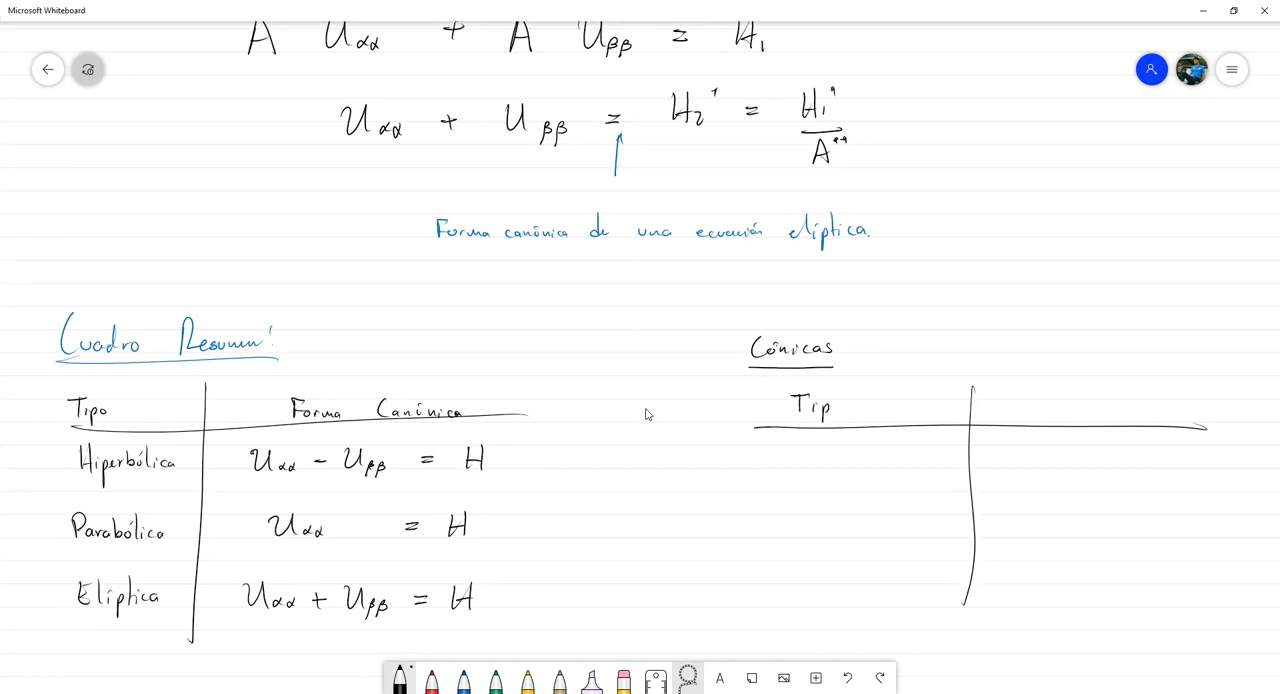 Microsoft Whiteboard
A Uαα + A Uββ = H₁
Uαα + Uββ = H₂* = H₁* / A**
Forma canónica de una ecuación elíptica.
Cuadro Resumen:
Tipo Forma Canónica
Hiperbólica Uαα - Uββ = H
Parabólica Uαα = H
Elíptica Uαα + Uββ = H
Cónicas
Tip
A